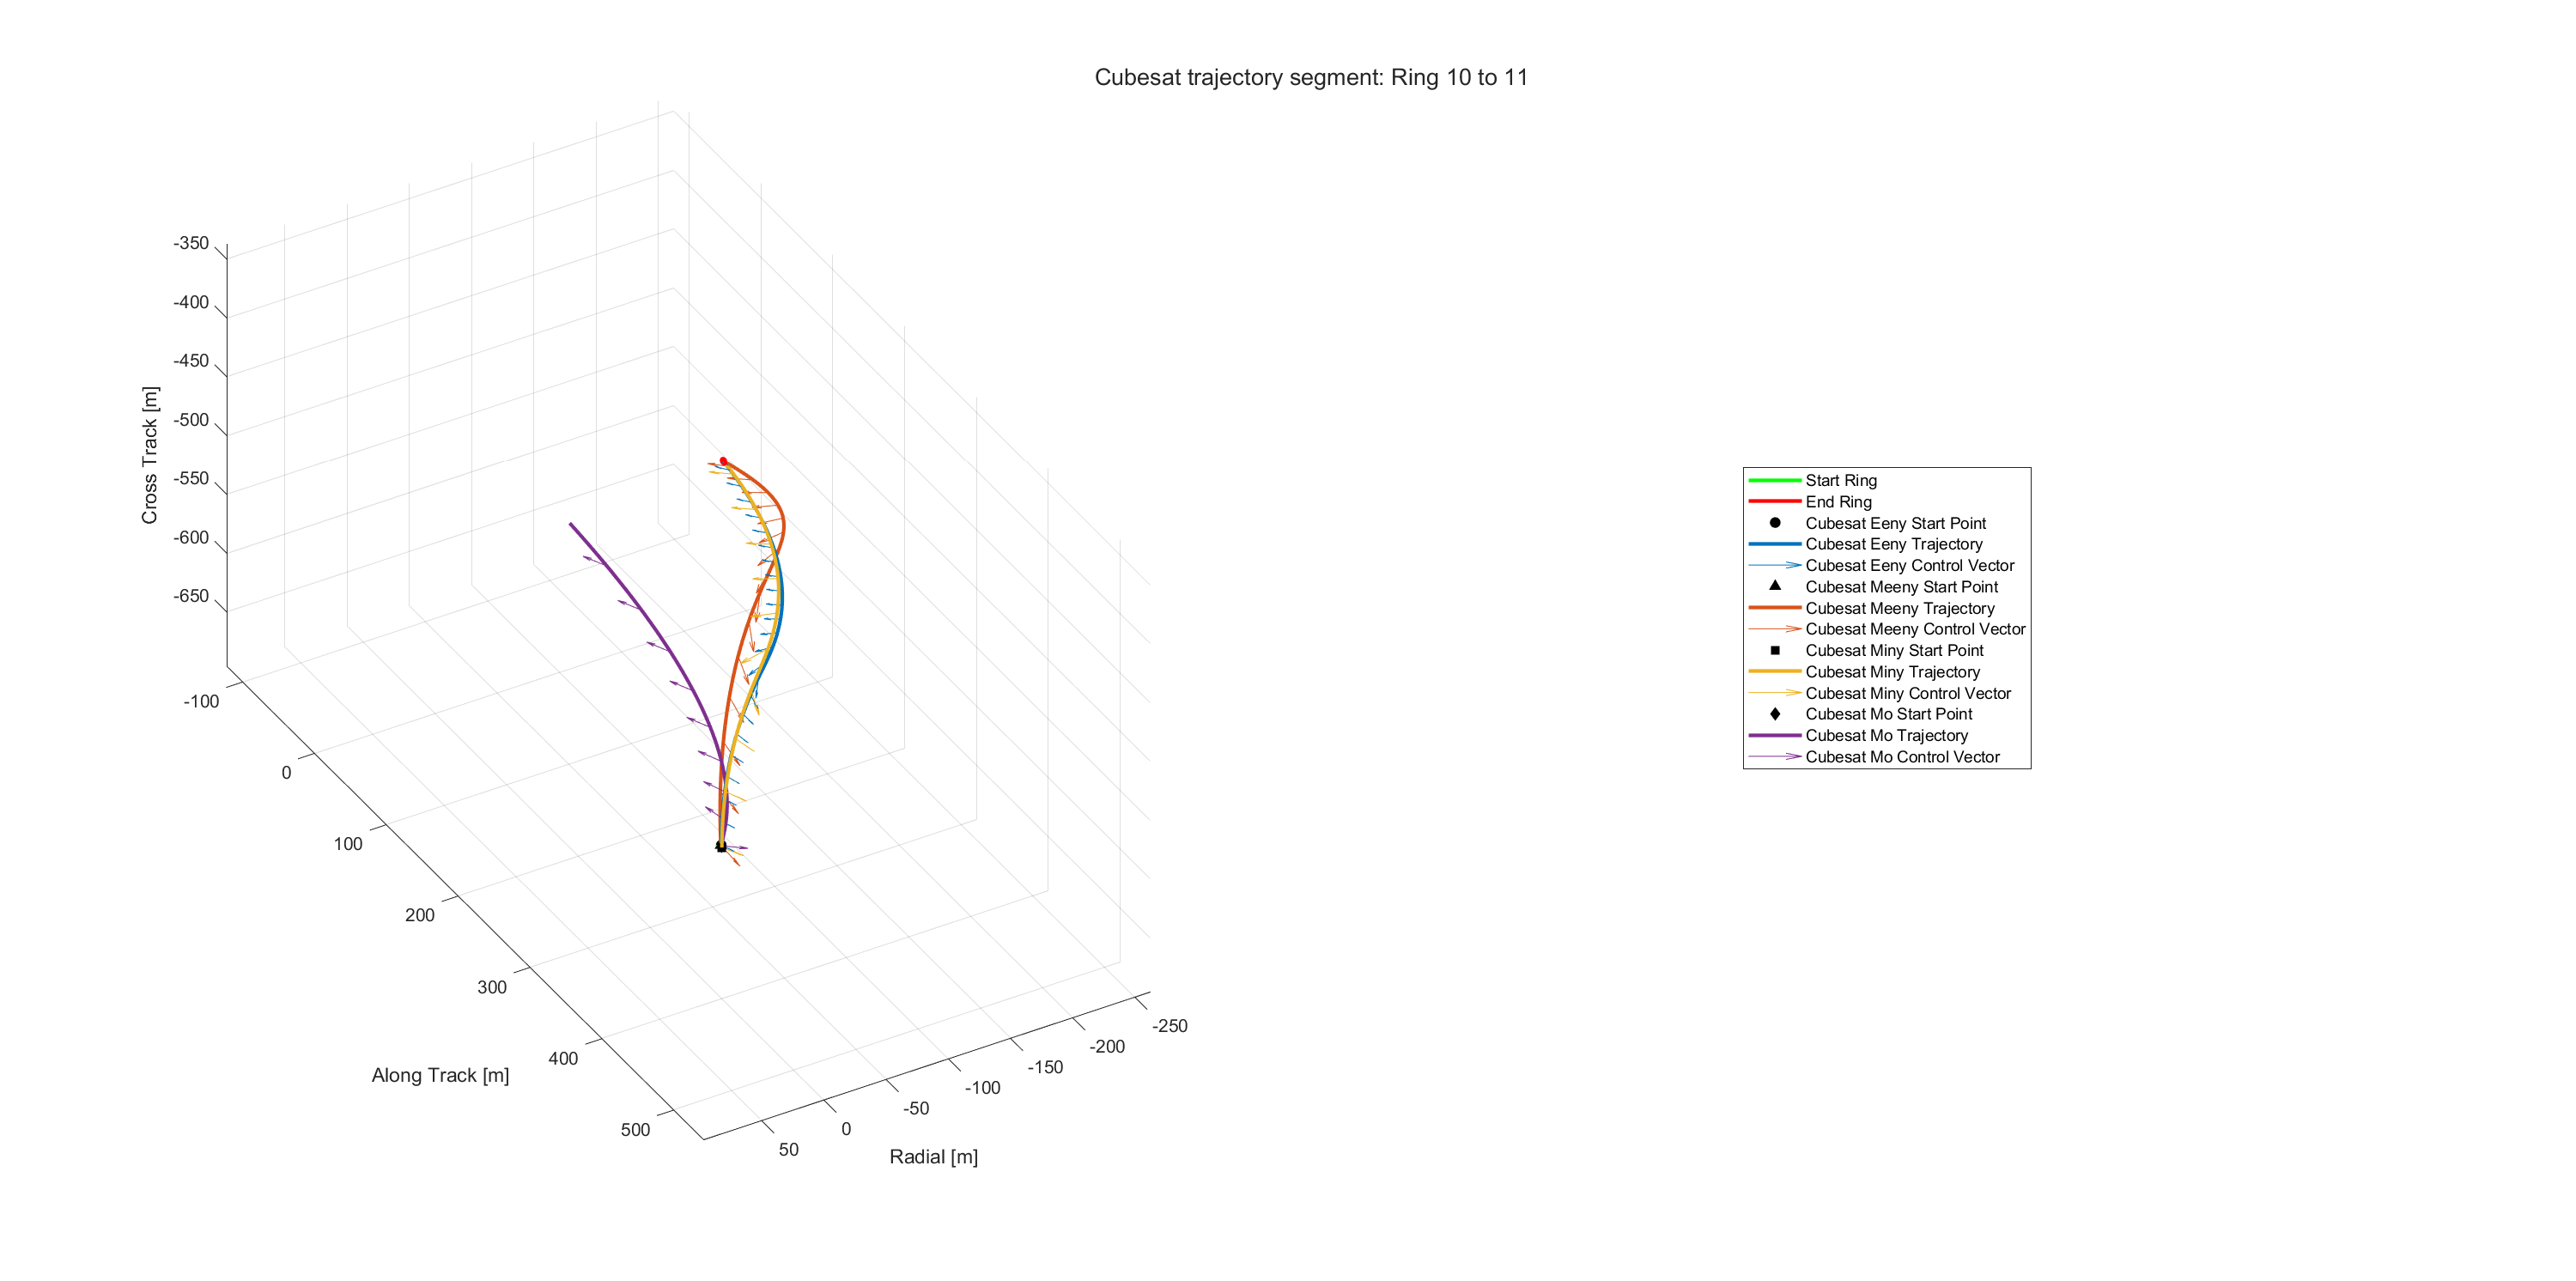 Cubesat trajectory segment: Ring 10 to 11
-350
-400
-450
-500
-550
-600
-650
Cross Track [m]
-100
0
100
200
300
400
500
Along Track [m]
50
0
-50
-100
-150
-200
-250
Radial [m]
Start Ring
End Ring
Cubesat Eeny Start Point
Cubesat Eeny Trajectory
Cubesat Eeny Control Vector
Cubesat Meeny Start Point
Cubesat Meeny Trajectory
Cubesat Meeny Control Vector
Cubesat Miny Start Point
Cubesat Miny Trajectory
Cubesat Miny Control Vector
Cubesat Mo Start Point
Cubesat Mo Trajectory
Cubesat Mo Control Vector